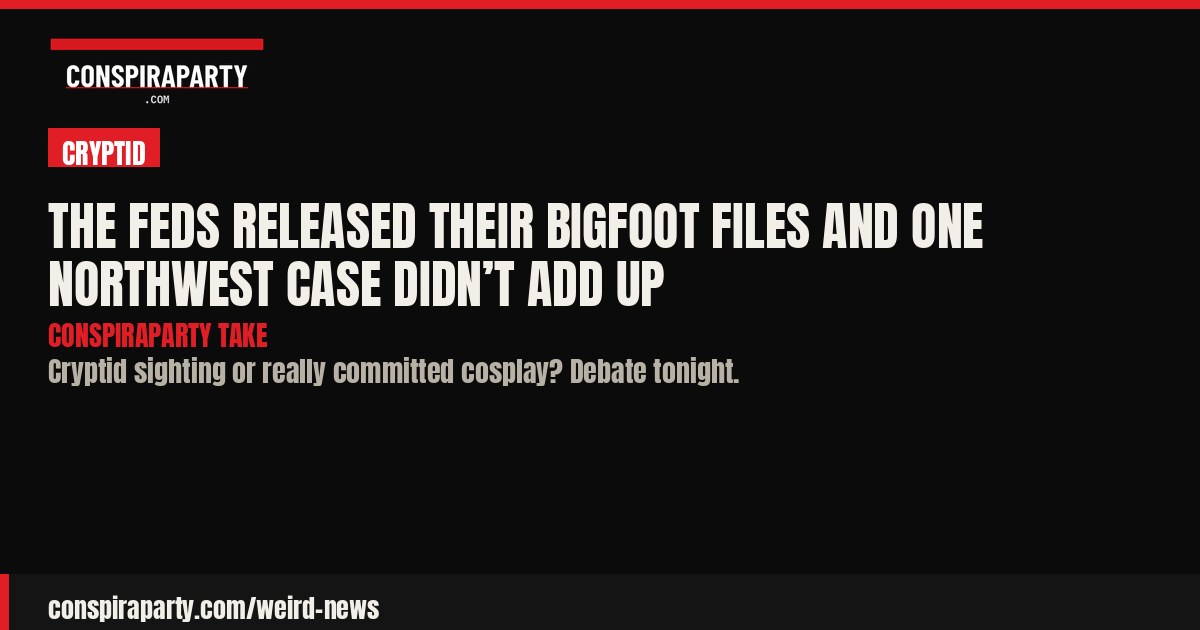 CONSPIRAPARTY
.COM
CRYPTID
THE FEDS RELEASED THEIR BIGFOOT FILES AND ONE
NORTHWEST CASE DIDN’T ADD UP
CONSPIRAPARTY TAKE
Cryptid sighting or really committed cosplay? Debate tonight.
conspiraparty.com/weird-news